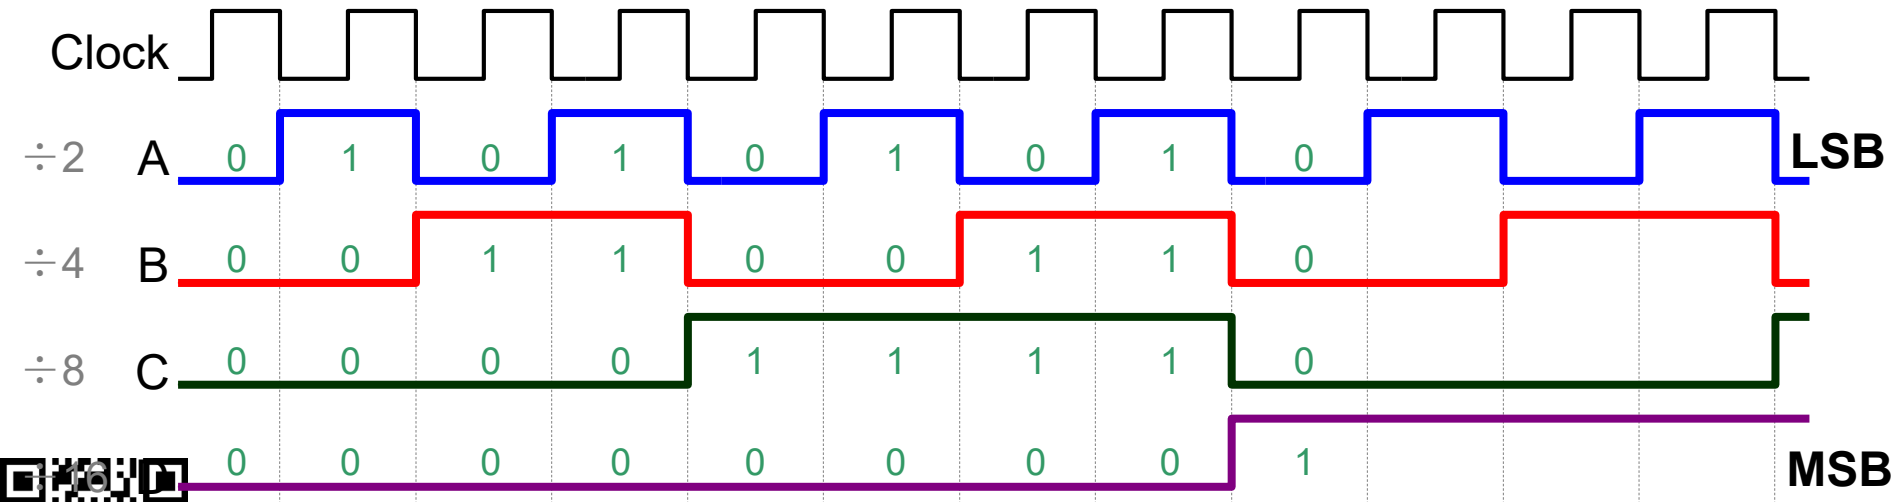 Clock
÷2 A 0 1 0 1 0 1 0 1 0 LSB
÷4 B 0 0 1 1 0 0 1 1 0
÷8 C 0 0 0 0 1 1 1 1 0
÷16 D 0 0 0 0 0 0 0 0 1 MSB